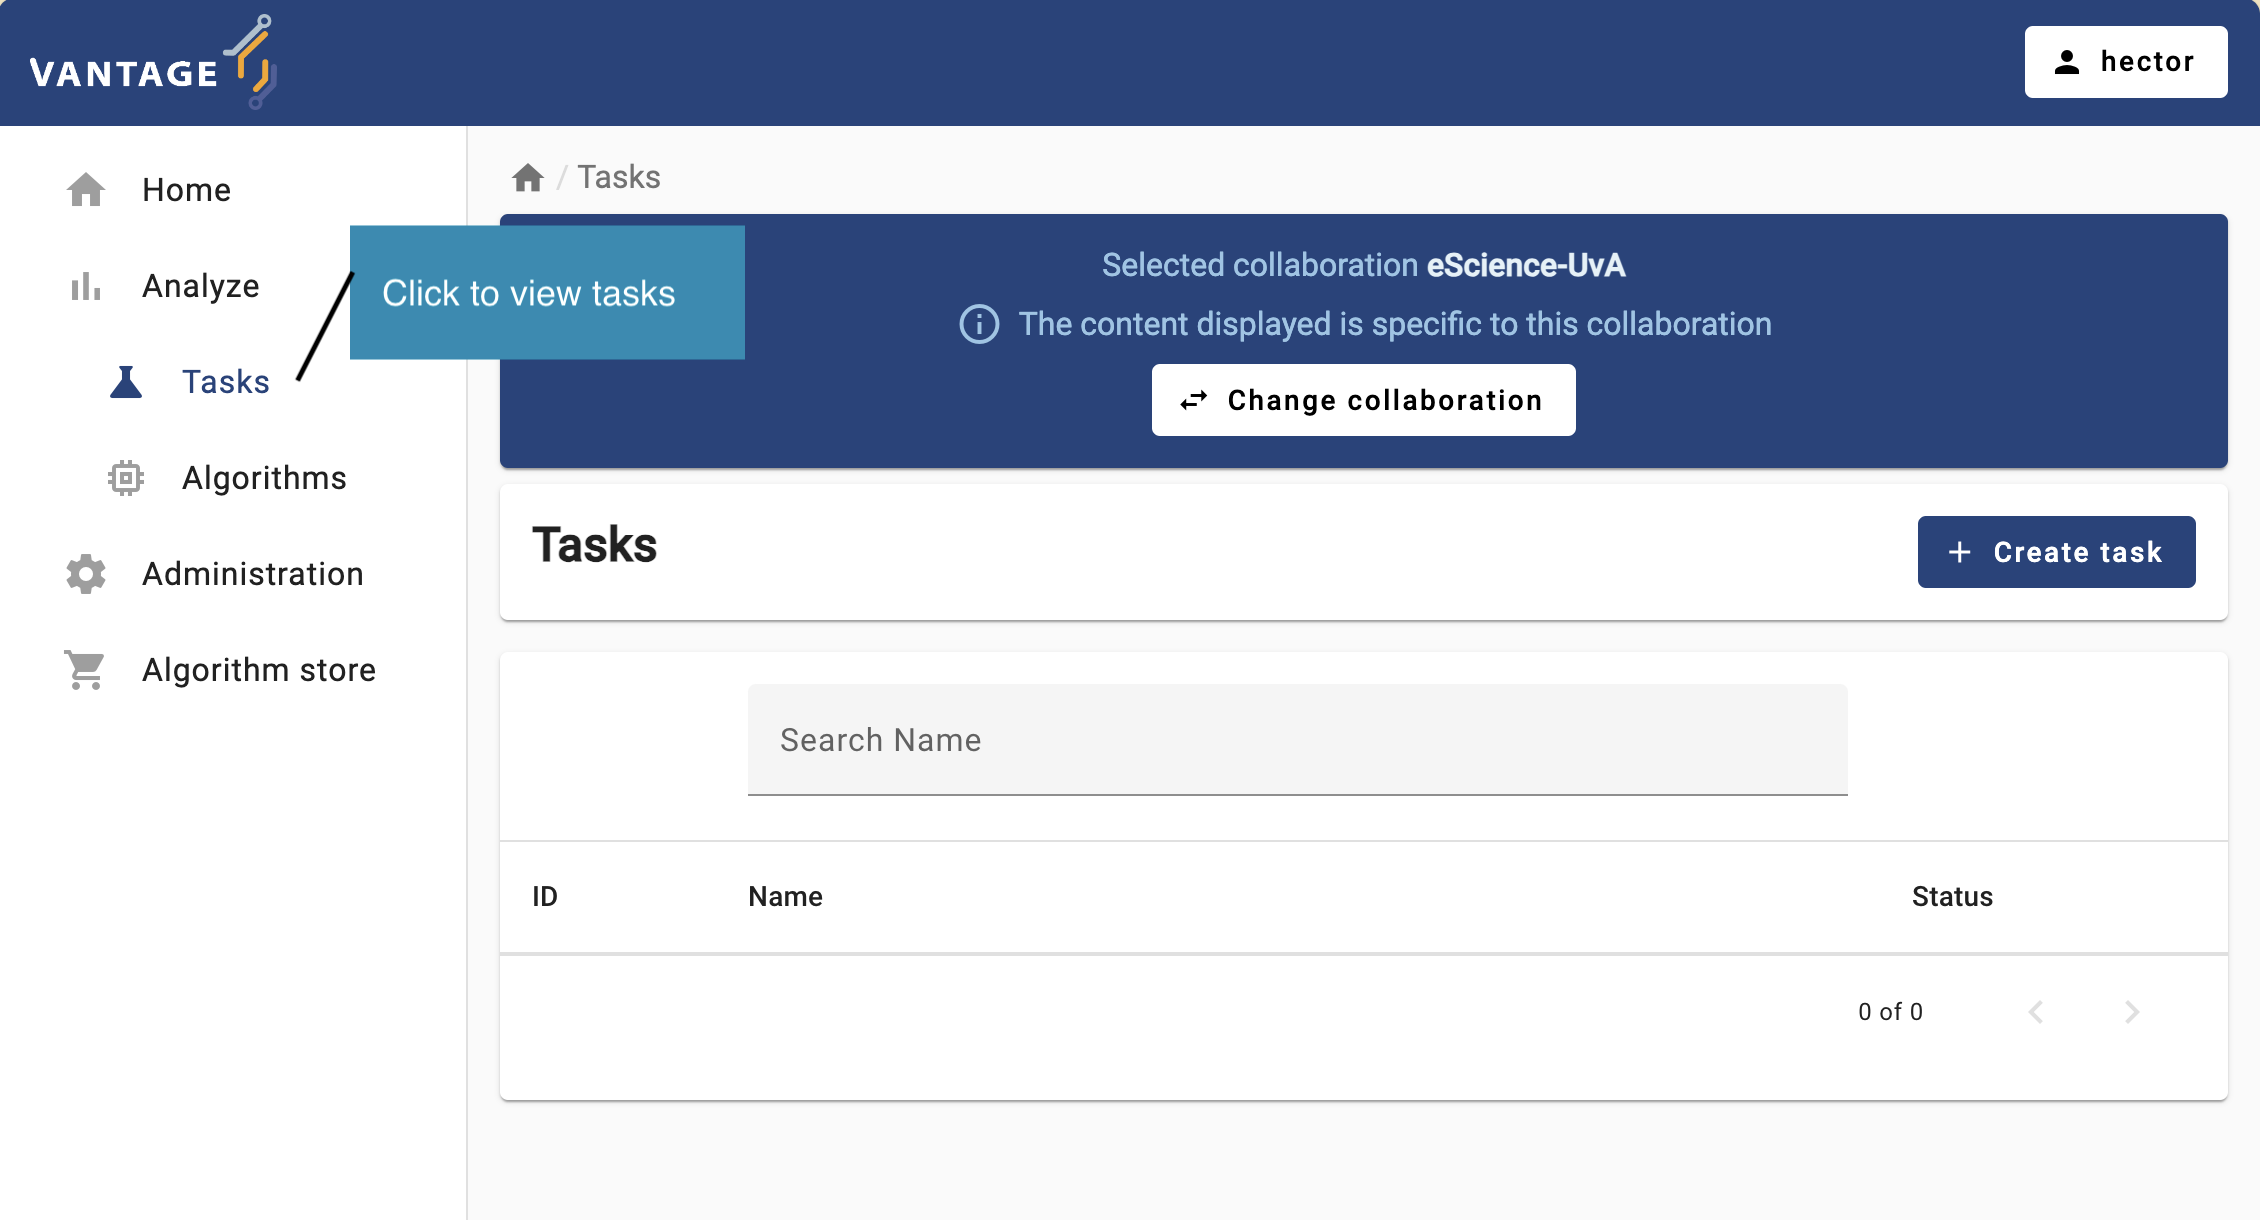 VANTAGE
hector
Home
Analyze
Tasks
Algorithms
Administration
Algorithm store
Click to view tasks
/ Tasks
Selected collaboration eScience-UvA
The content displayed is specific to this collaboration
Change collaboration
Tasks
+ Create task
Search Name
ID Name Status
0 of 0